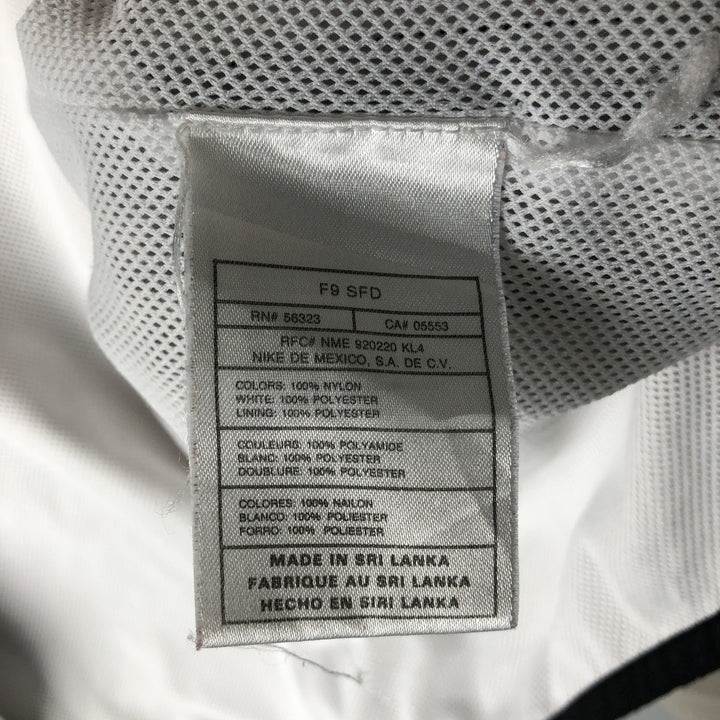 F9 SFD
RN# 56323 CA# 05553
RFC# NME 920220 KL4
NIKE DE MEXICO, S.A. DE C.V.
COLORS: 100% NYLON
WHITE: 100% POLYESTER
LINING: 100% POLYESTER
COULEURS: 100% POLYAMIDE
BLANC: 100% POLYESTER
DOUBLURE: 100% POLYESTER
COLORES: 100% NAILON
BLANCO: 100% POLIESTER
FORRO: 100% POLIESTER
MADE IN SRI LANKA
FABRIQUE AU SRI LANKA
HECHO EN SIRI LANKA